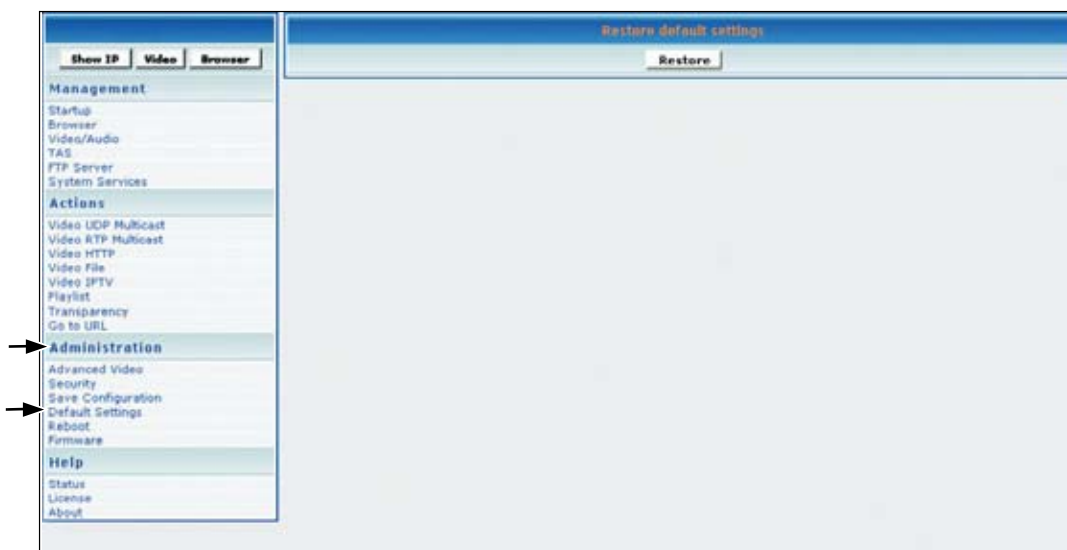 Restore default settings
Show IP Video Browser
Restore
Management
Startup
Browser
Video/Audio
TAS
FTP Server
System Services
Actions
Video UDP Multicast
Video RTP Multicast
Video HTTP
Video File
Video IPTV
Playlist
Transparency
Go to URL
Administration
Advanced Video
Security
Save Configuration
Default Settings
Reboot
Firmware
Help
Status
License
About